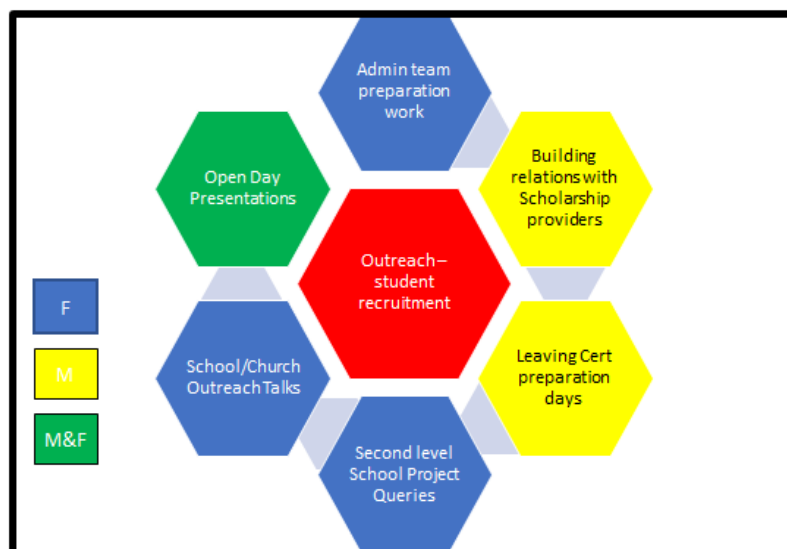 Admin team
preparation
work
Building
relations with
Scholarship
providers
Open Day
Presentations
Outreach–
student
recruitment
F
M
M&F
School/Church
Outreach Talks
Leaving Cert
preparation
days
Second level
School Project
Queries